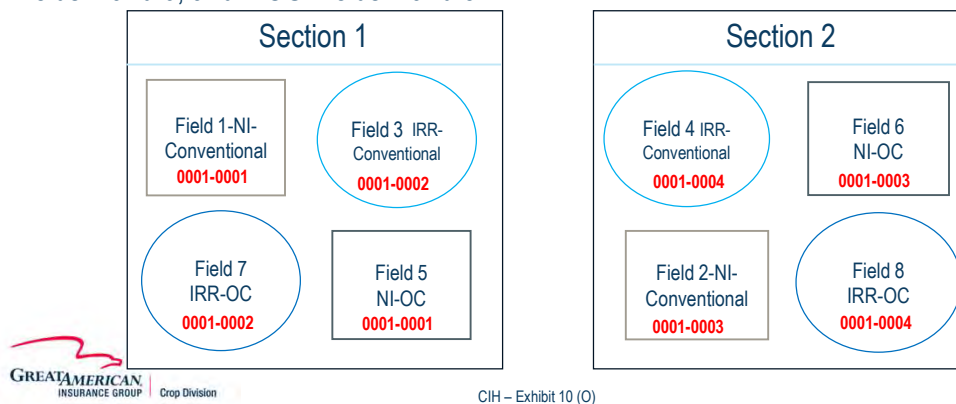 Section 1
Field 1-NI-
Conventional
0001-0001
Field 3 IRR-
Conventional
0001-0002
Field 7
IRR-OC
0001-0002
Field 5
NI-OC
0001-0001
Section 2
Field 4 IRR-
Conventional
0001-0004
Field 6
NI-OC
0001-0003
Field 2-NI-
Conventional
0001-0003
Field 8
IRR-OC
0001-0004
GREATAMERICAN.
INSURANCE GROUP
Crop Division
CIH – Exhibit 10 (O)